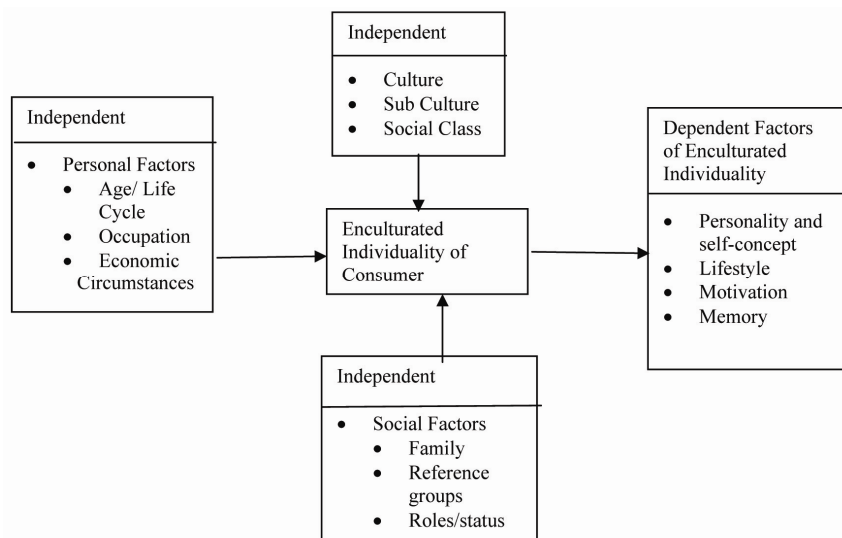 Independent
● Culture
● Sub Culture
● Social Class
Independent
● Personal Factors
● Age/ Life
Cycle
● Occupation
● Economic
Circumstances
Enculturated
Individuality of
Consumer
Dependent Factors
of Enculturated
Individuality
● Personality and
self-concept
● Lifestyle
● Motivation
● Memory
Independent
● Social Factors
● Family
● Reference
groups
● Roles/status